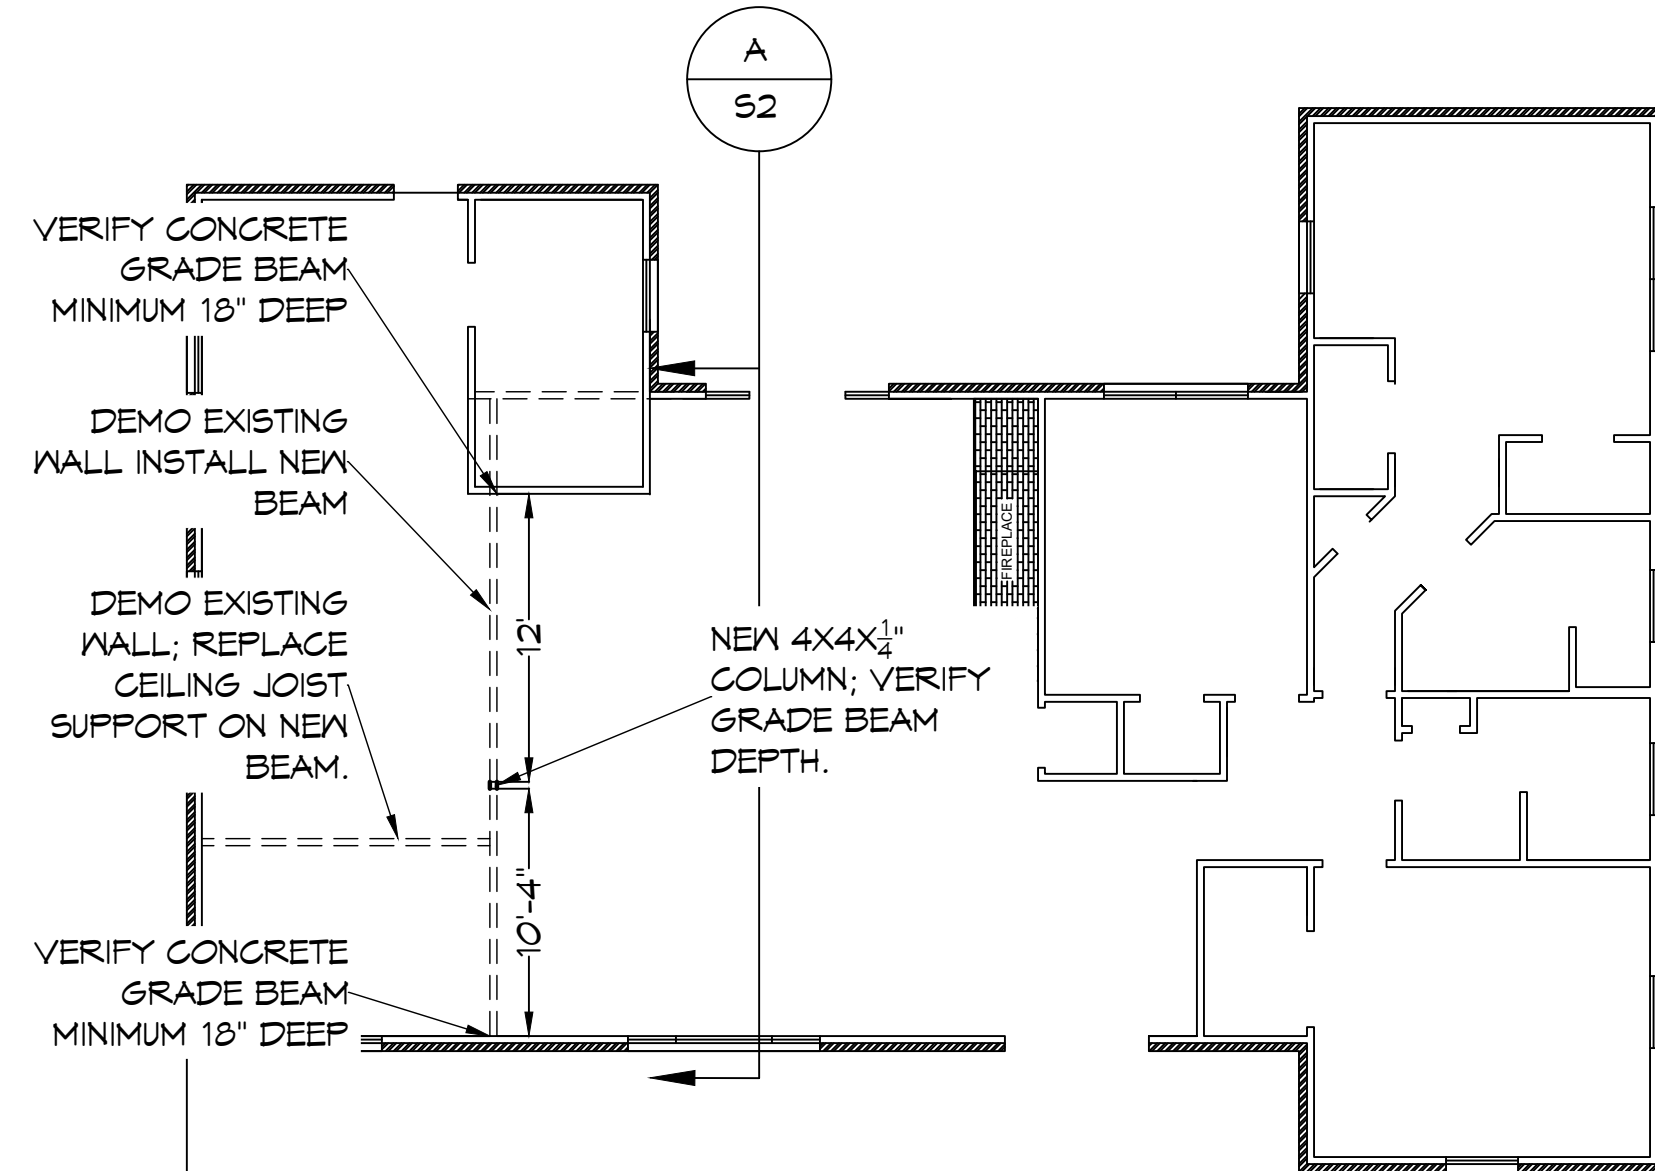 A
S2
VERIFY CONCRETE
GRADE BEAM
MINIMUM 18" DEEP
DEMO EXISTING
WALL INSTALL NEW
BEAM
DEMO EXISTING
WALL; REPLACE
CEILING JOIST
SUPPORT ON NEW
BEAM.
VERIFY CONCRETE
GRADE BEAM
MINIMUM 18" DEEP
12'
10'-4"
NEW 4X4X1/4"
COLUMN; VERIFY
GRADE BEAM
DEPTH.
FIREPLACE